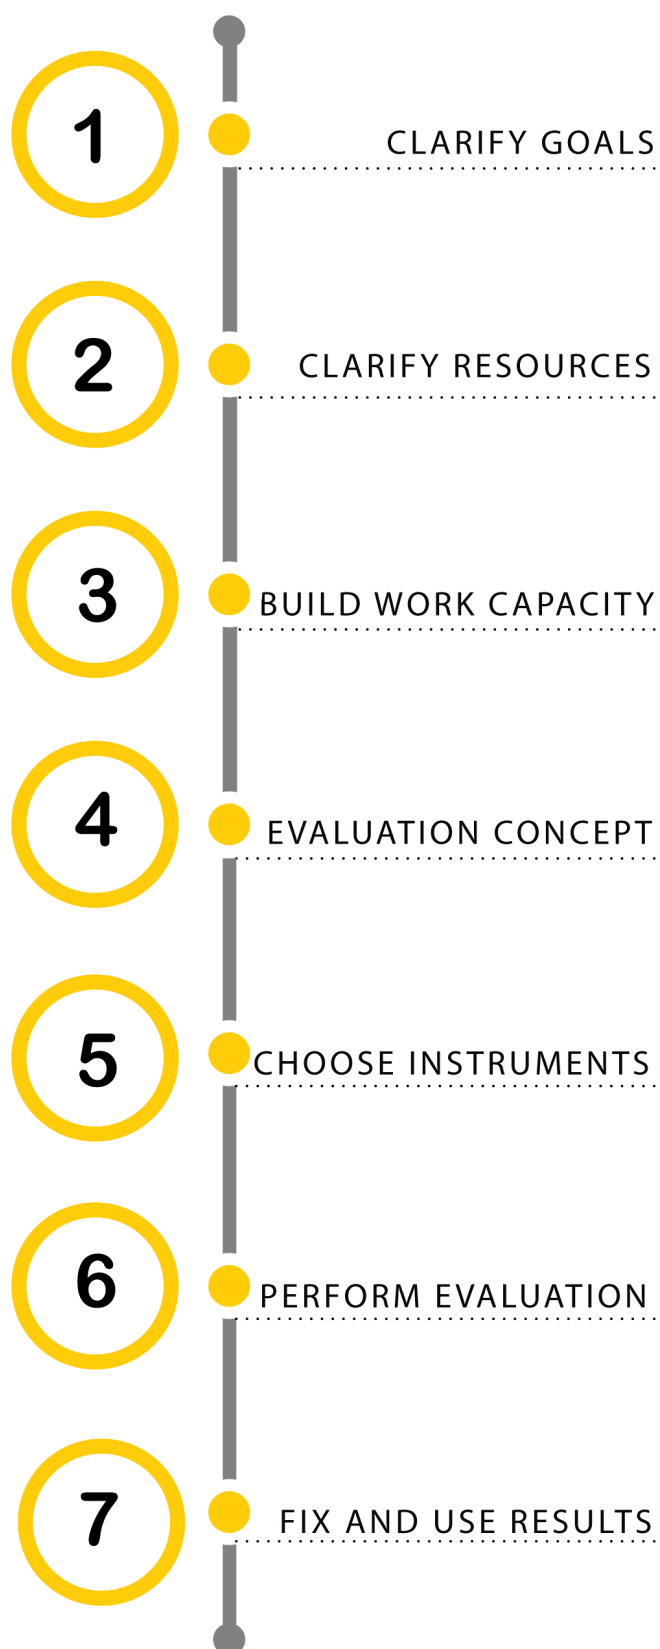 1
CLARIFY GOALS
2
CLARIFY RESOURCES
3
BUILD WORK CAPACITY
4
EVALUATION CONCEPT
5
CHOOSE INSTRUMENTS
6
PERFORM EVALUATION
7
FIX AND USE RESULTS